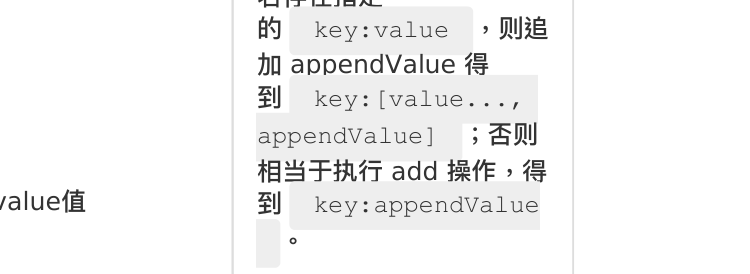 的 key:value ，则追
加 appendValue 得
到 key:[value...,
appendValue] ；否则
相当于执行 add 操作，得
value值
到 key:appendValue
。